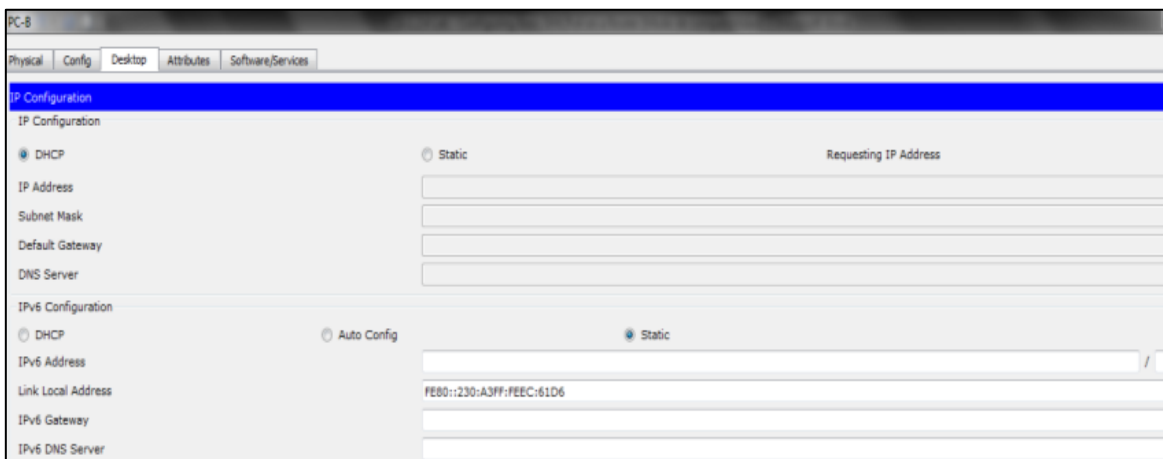 PC-B
Physical Config Desktop Attributes Software/Services
IP Configuration
IP Configuration
DHCP Static Requesting IP Address
IP Address
Subnet Mask
Default Gateway
DNS Server
IPv6 Configuration
DHCP Auto Config Static
IPv6 Address /
Link Local Address FE80::230:A3FF:FEEC:61D6
IPv6 Gateway
IPv6 DNS Server